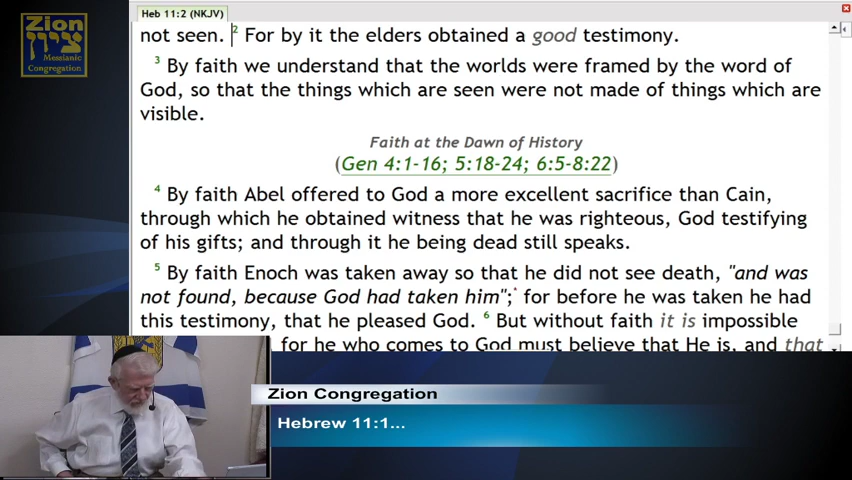 Zion
ציון
Messianic
Congregation
Heb 11:2 (NKJV)
not seen. 2 For by it the elders obtained a good testimony.
3 By faith we understand that the worlds were framed by the word of
God, so that the things which are seen were not made of things which are
visible.
Faith at the Dawn of History
(Gen 4:1-16; 5:18-24; 6:5-8:22)
4 By faith Abel offered to God a more excellent sacrifice than Cain,
through which he obtained witness that he was righteous, God testifying
of his gifts; and through it he being dead still speaks.
5 By faith Enoch was taken away so that he did not see death, "and was
not found, because God had taken him";* for before he was taken he had
this testimony, that he pleased God. 6 But without faith it is impossible
for he who comes to God must believe that He is, and that
Zion Congregation
Hebrew 11:1...